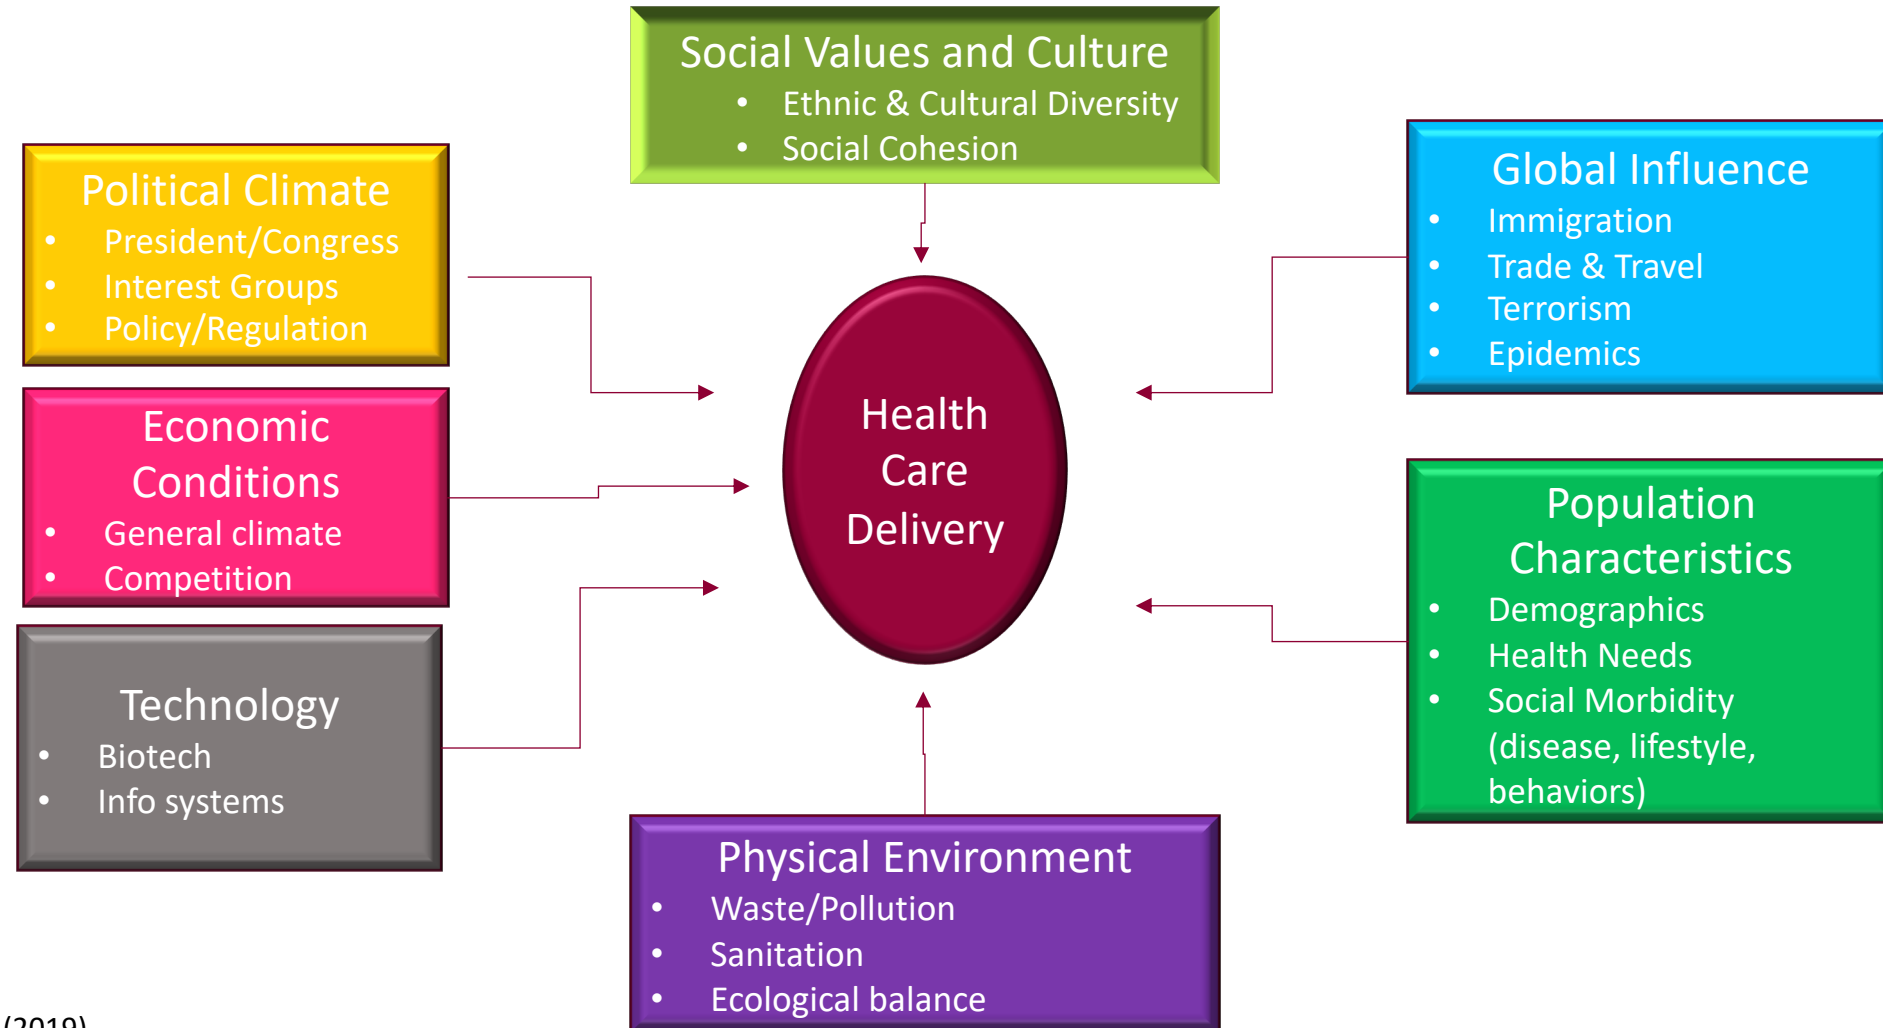 Social Values and Culture
• Ethnic & Cultural Diversity
• Social Cohesion
Political Climate
• President/Congress
• Interest Groups
• Policy/Regulation
Global Influence
• Immigration
• Trade & Travel
• Terrorism
• Epidemics
Economic
Conditions
• General climate
• Competition
Health
Care
Delivery
Population
Characteristics
• Demographics
• Health Needs
• Social Morbidity
(disease, lifestyle,
behaviors)
Technology
• Biotech
• Info systems
Physical Environment
• Waste/Pollution
• Sanitation
• Ecological balance
(2019)